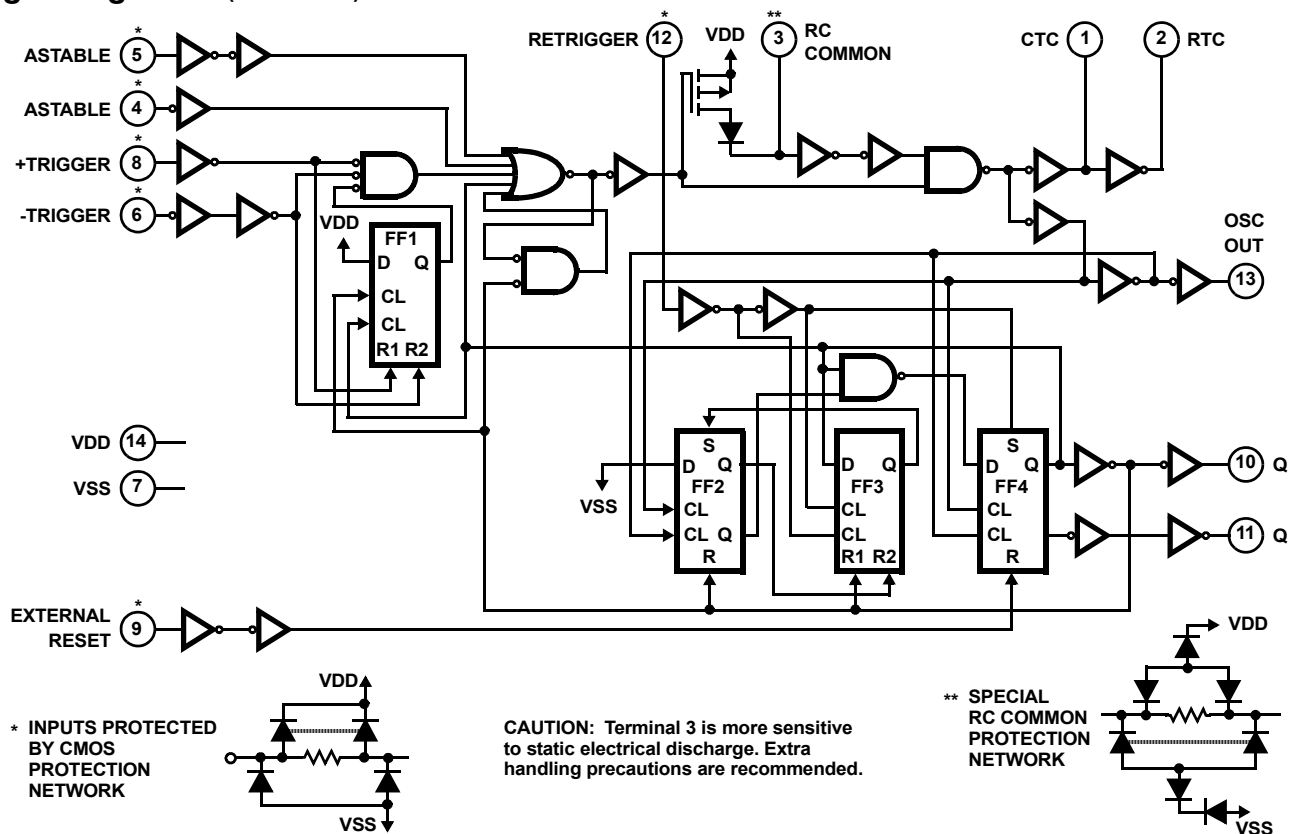 *
5
ASTABLE
*
4
ASTABLE
*
8
+TRIGGER
*
6
-TRIGGER
*
RETRIGGER 12
VDD
**
3 RC
COMMON
CTC 1
2 RTC
VDD
FF1
D Q
CL
CL
R1 R2
OSC
OUT
13
VDD 14
VSS 7
S
D Q
FF2
CL
CL Q
R
VSS
D Q
FF3
CL
CL
R1 R2
S
D Q
FF4
CL
CL
R
10 Q
11 Q
*
EXTERNAL
RESET 9
* INPUTS PROTECTED
BY CMOS
PROTECTION
NETWORK
VDD
VSS
CAUTION: Terminal 3 is more sensitive
to static electrical discharge. Extra
handling precautions are recommended.
** SPECIAL
RC COMMON
PROTECTION
NETWORK
VDD
VSS